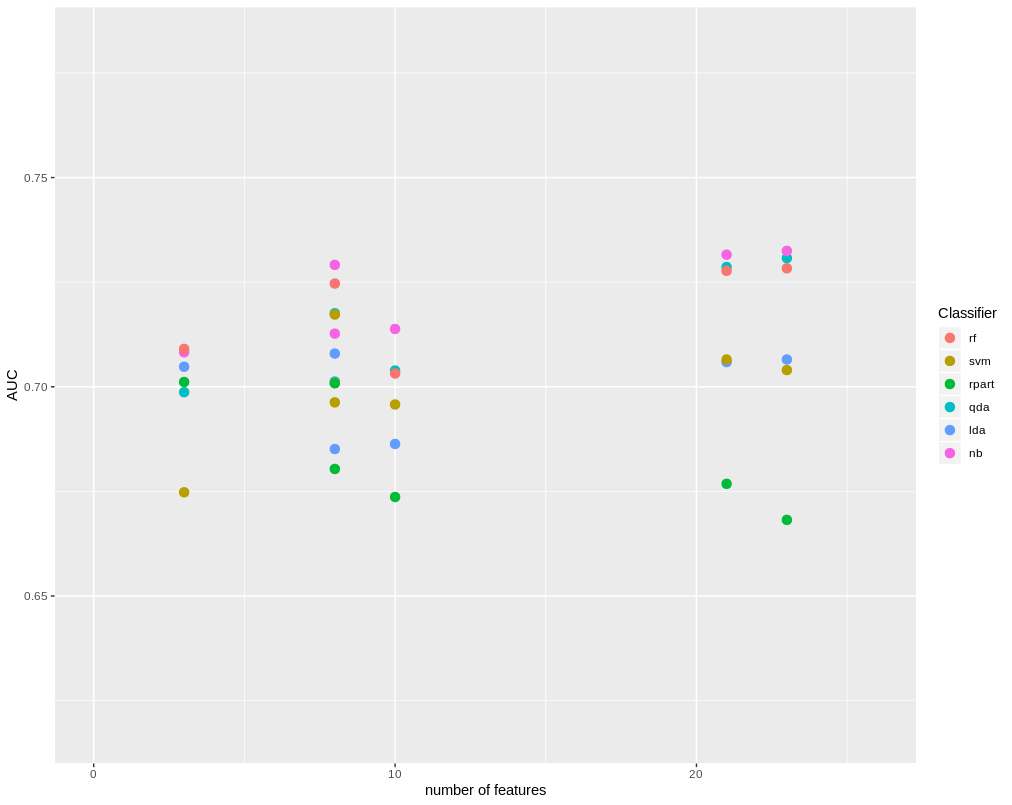 AUC
0.75
0.70
0.65
0
10
20
number of features
Classifier
rf
svm
rpart
qda
lda
nb